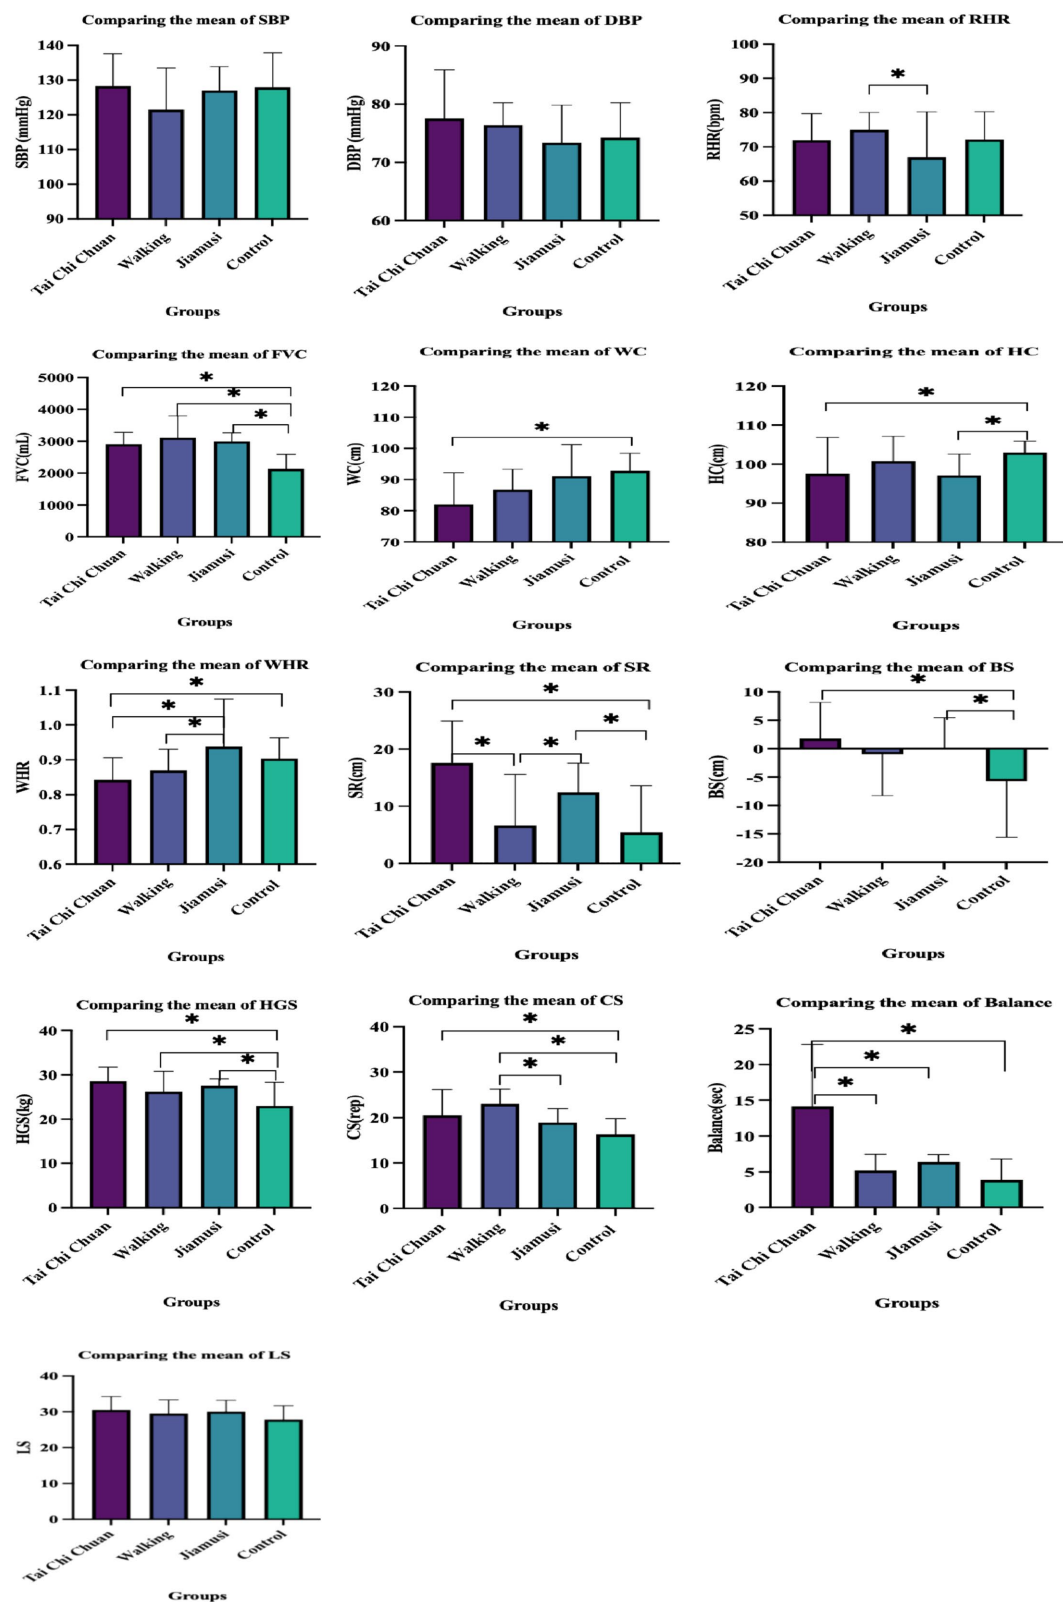 Comparing the mean of SBP
SBP (mmHg)
140
130
120
110
100
90
Tai Chi Chuan
Walking
Jiamusi
Control
Groups
Comparing the mean of DBP
DBP (mmHg)
90
80
70
60
Tai Chi Chuan
Walking
Jiamusi
Control
Groups
Comparing the mean of RHR
RHR(bpm)
100
90
80
70
60
50
*
Tai Chi Chuan
Walking
Jiamusi
Control
Groups
Comparing the mean of FVC
FVC(mL)
5000
4000
3000
2000
1000
0
*
*
*
Tai Chi Chuan
Walking
Jiamusi
Control
Groups
Comparing the mean of WC
WC(cm)
120
110
100
90
80
70
*
Tai Chi Chuan
Walking
Jiamusi
Control
Groups
Comparing the mean of HC
HC(cm)
120
110
100
90
80
*
*
Tai Chi Chuan
Walking
Jiamusi
Control
Groups
Comparing the mean of WHR
WHR
1.1
1.0
0.9
0.8
0.7
0.6
*
*
*
Tai Chi Chuan
Walking
Jiamusi
Control
Groups
Comparing the mean of SR
SR(cm)
30
20
10
0
*
*
*
*
Tai Chi Chuan
Walking
Jiamusi
Control
Groups
Comparing the mean of BS
BS(cm)
10
5
0
-5
-10
-15
-20
*
*
Tai Chi Chuan
Walking
Jiamusi
Control
Groups
Comparing the mean of HGS
HGS(kg)
40
30
20
10
0
*
*
*
Tai Chi Chuan
Walking
Jiamusi
Control
Groups
Comparing the mean of CS
CS(rep)
40
30
20
10
0
*
*
*
Tai Chi Chuan
Walking
Jiamusi
Control
Groups
Comparing the mean of Balance
Balance(sec)
25
20
15
10
5
0
*
*
*
Tai Chi Chuan
Walking
JIamusi
Control
Groups
Comparing the mean of LS
LS
40
30
20
10
0
Tai Chi Chuan
Walking
Jiamusi
Control
Groups